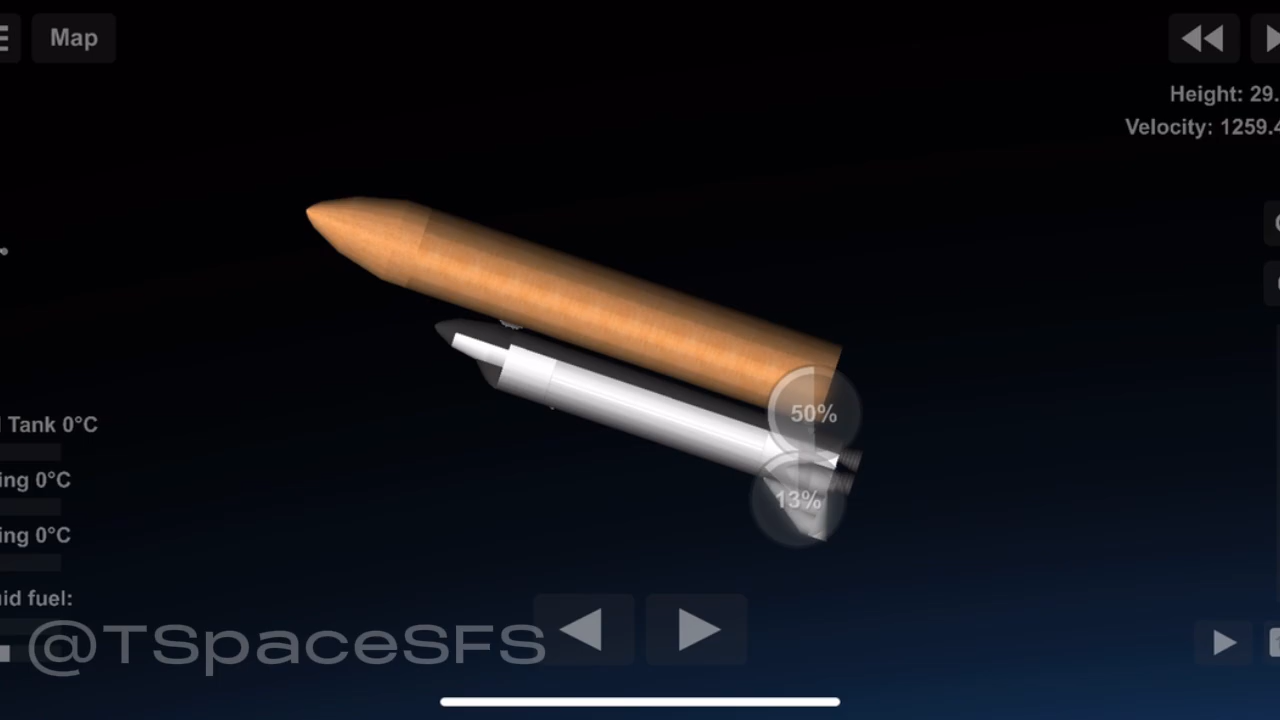 Map
Height: 29.
Velocity: 1259.4
50%
13%
Tank 0°C
ing 0°C
ing 0°C
id fuel:
@TSpaceSFS